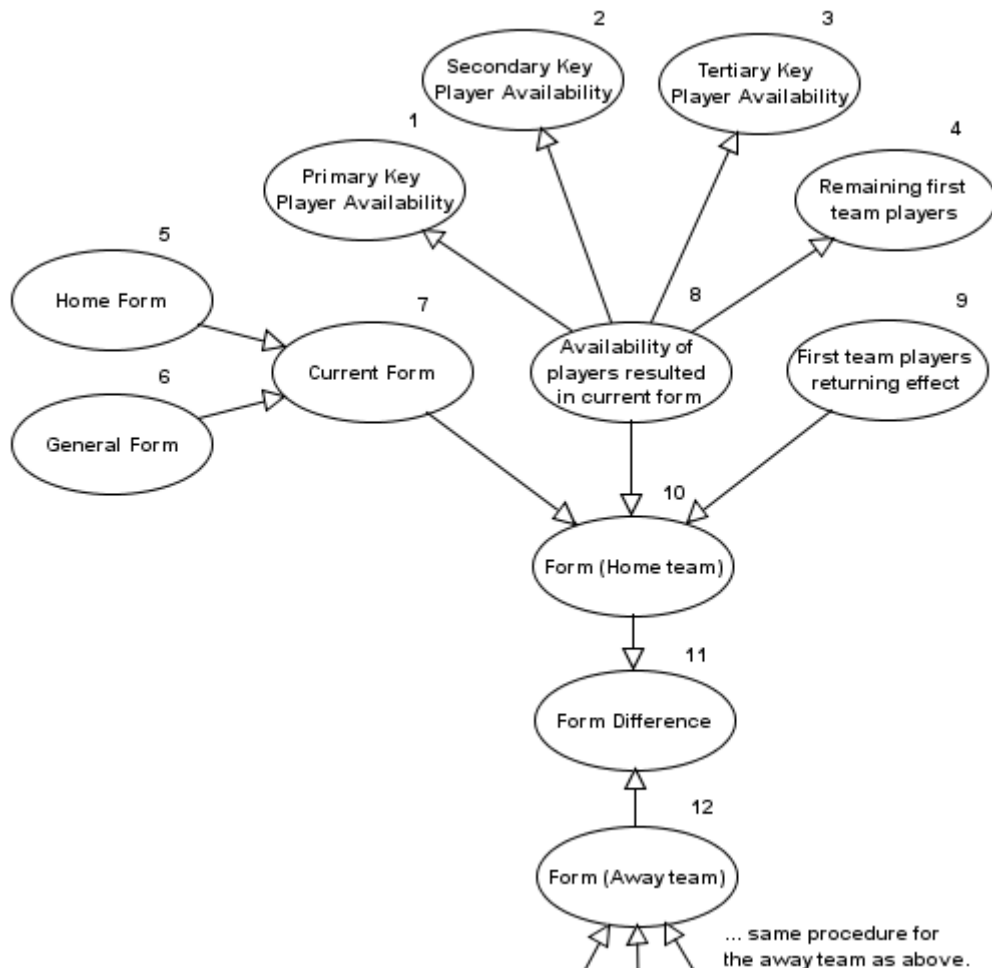 2
Secondary Key
Player Availability
3
Tertiary Key
Player Availability
1
Primary Key
Player Availability
4
Remaining first
team players
5
Home Form
6
General Form
7
Current Form
8
Availability of
players resulted
in current form
9
First team players
returning effect
10
Form (Home team)
11
Form Difference
12
Form (Away team)
... same procedure for
the away team as above.